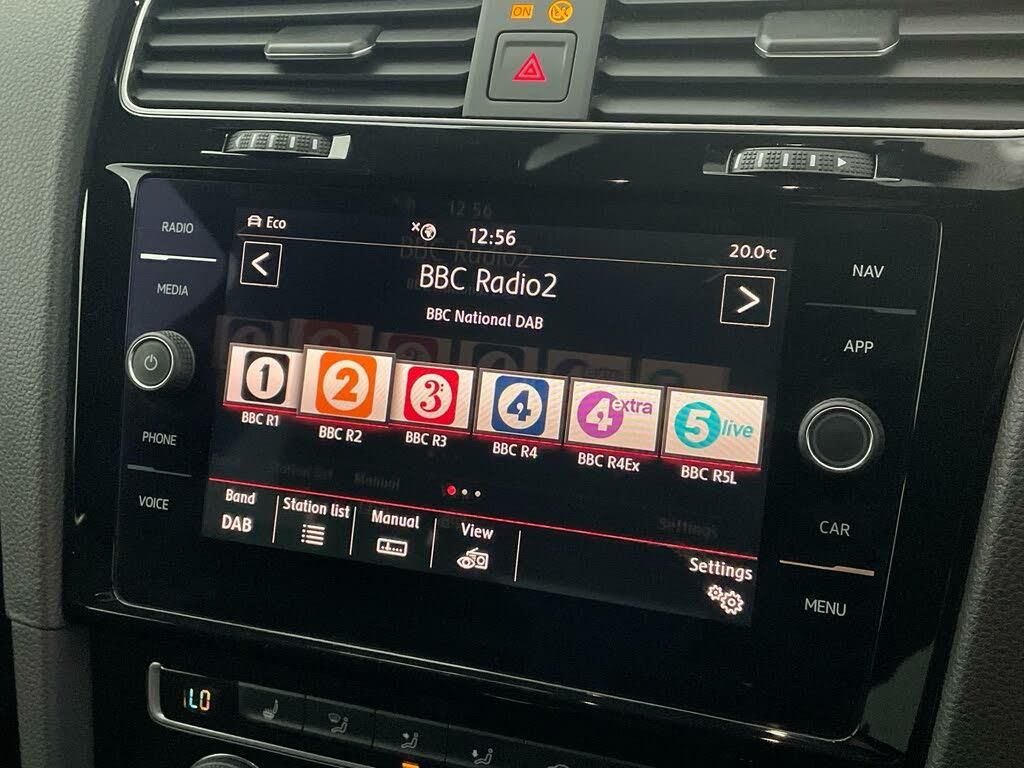 ON
RADIO
MEDIA
PHONE
VOICE
Eco
12:56
20.0°C
BBC Radio2
BBC National DAB
1
2
3
4
4 extra
5 live
BBC R1
BBC R2
BBC R3
BBC R4
BBC R4Ex
BBC R5L
Band
DAB
Station list
Manual
View
Settings
NAV
APP
CAR
MENU
LO